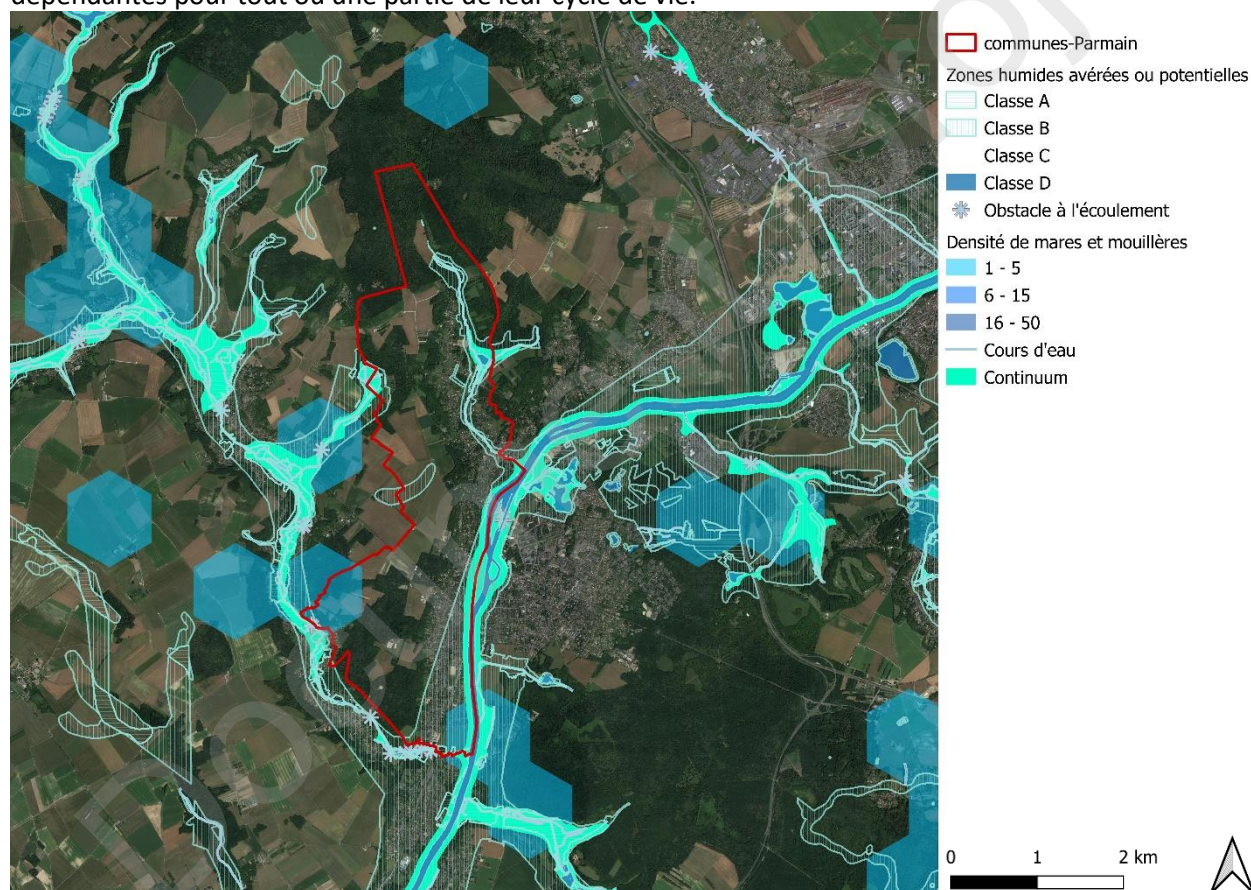 dépendantes pour tout ou une partie de leur cycle de vie.
communes-Parmain
Zones humides avérées ou potentielles
Classe A
Classe B
Classe C
Classe D
Obstacle à l'écoulement
Densité de mares et mouillères
1 - 5
6 - 15
16 - 50
Cours d'eau
Continuum
0 1 2 km